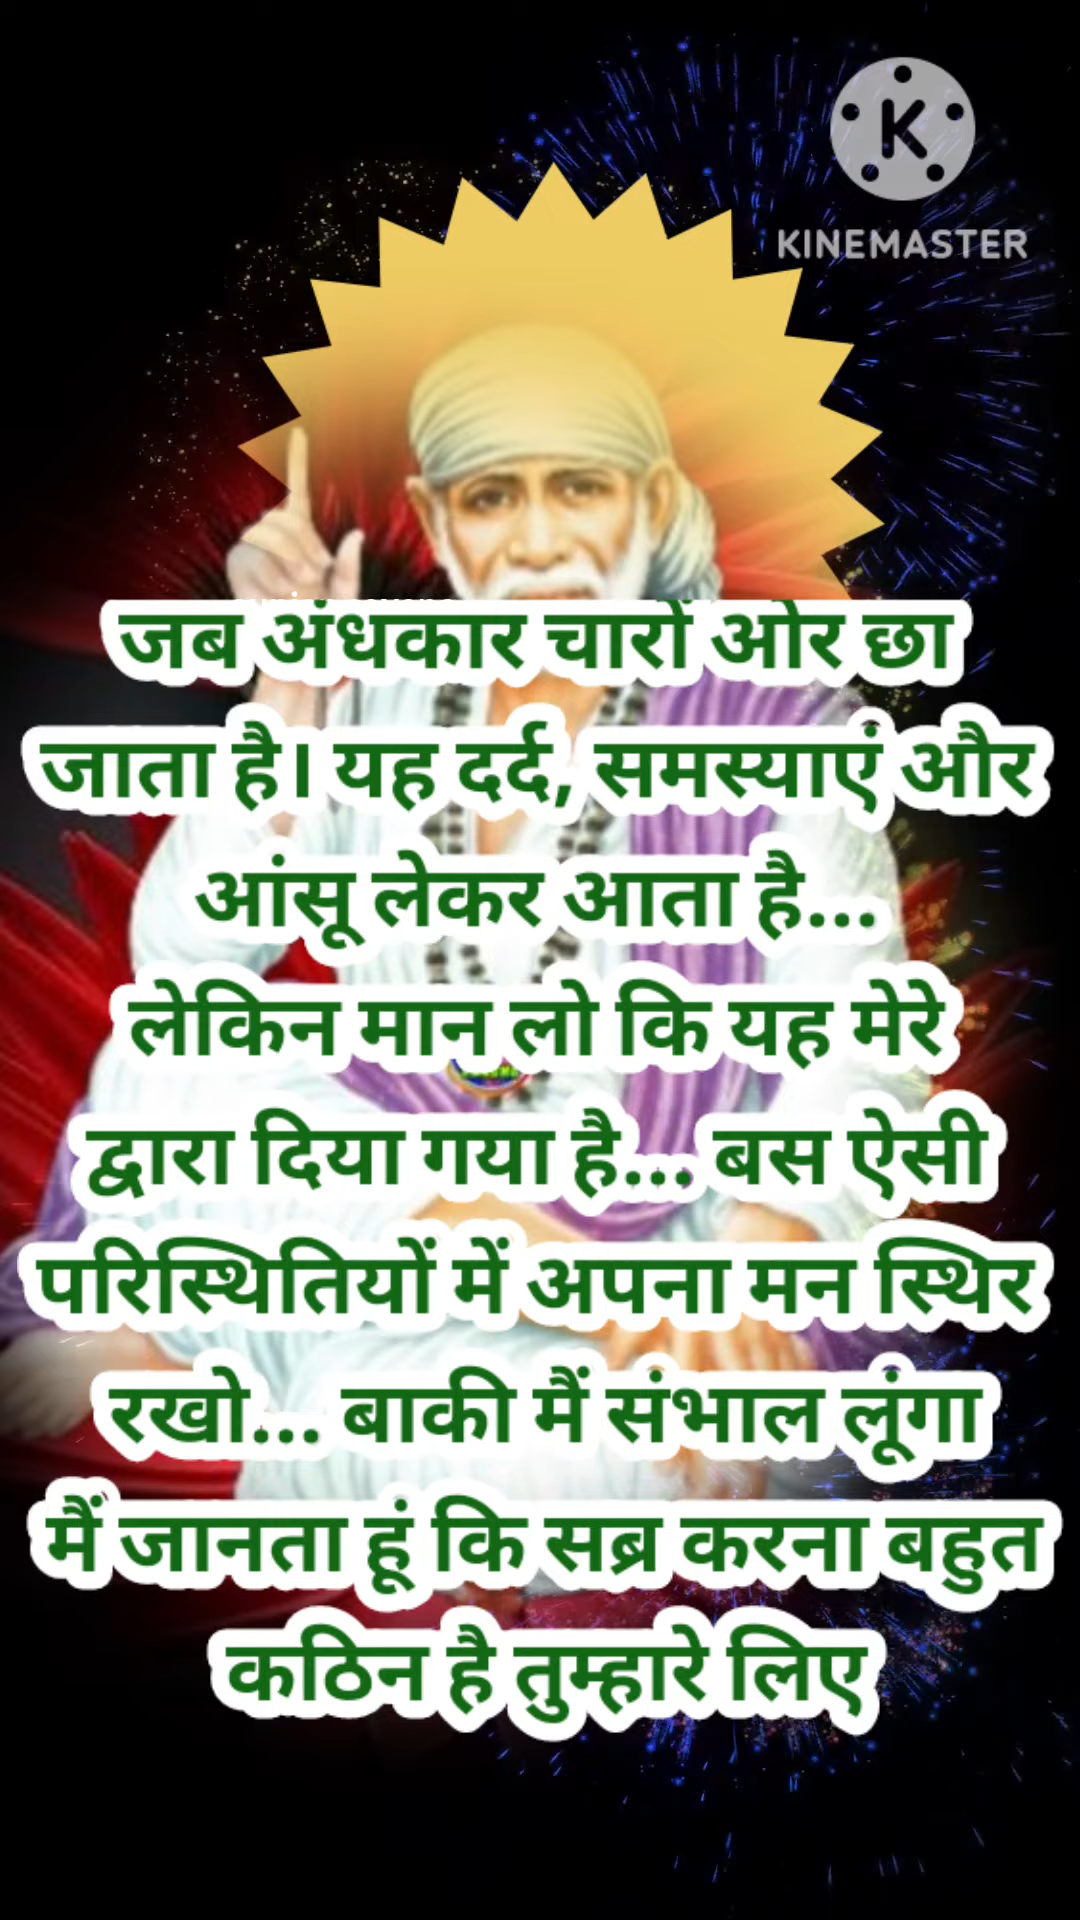 K
KINEMASTER
जब अंधकार चारों ओर छा
जाता है। यह दर्द, समस्याएं और
आंसू लेकर आता है...
लेकिन मान लो कि यह मेरे
द्वारा दिया गया है... बस ऐसी
परिस्थितियों में अपना मन स्थिर
रखो... बाकी मैं संभाल लूंगा
मैं जानता हूं कि सब्र करना बहुत
कठिन है तुम्हारे लिए